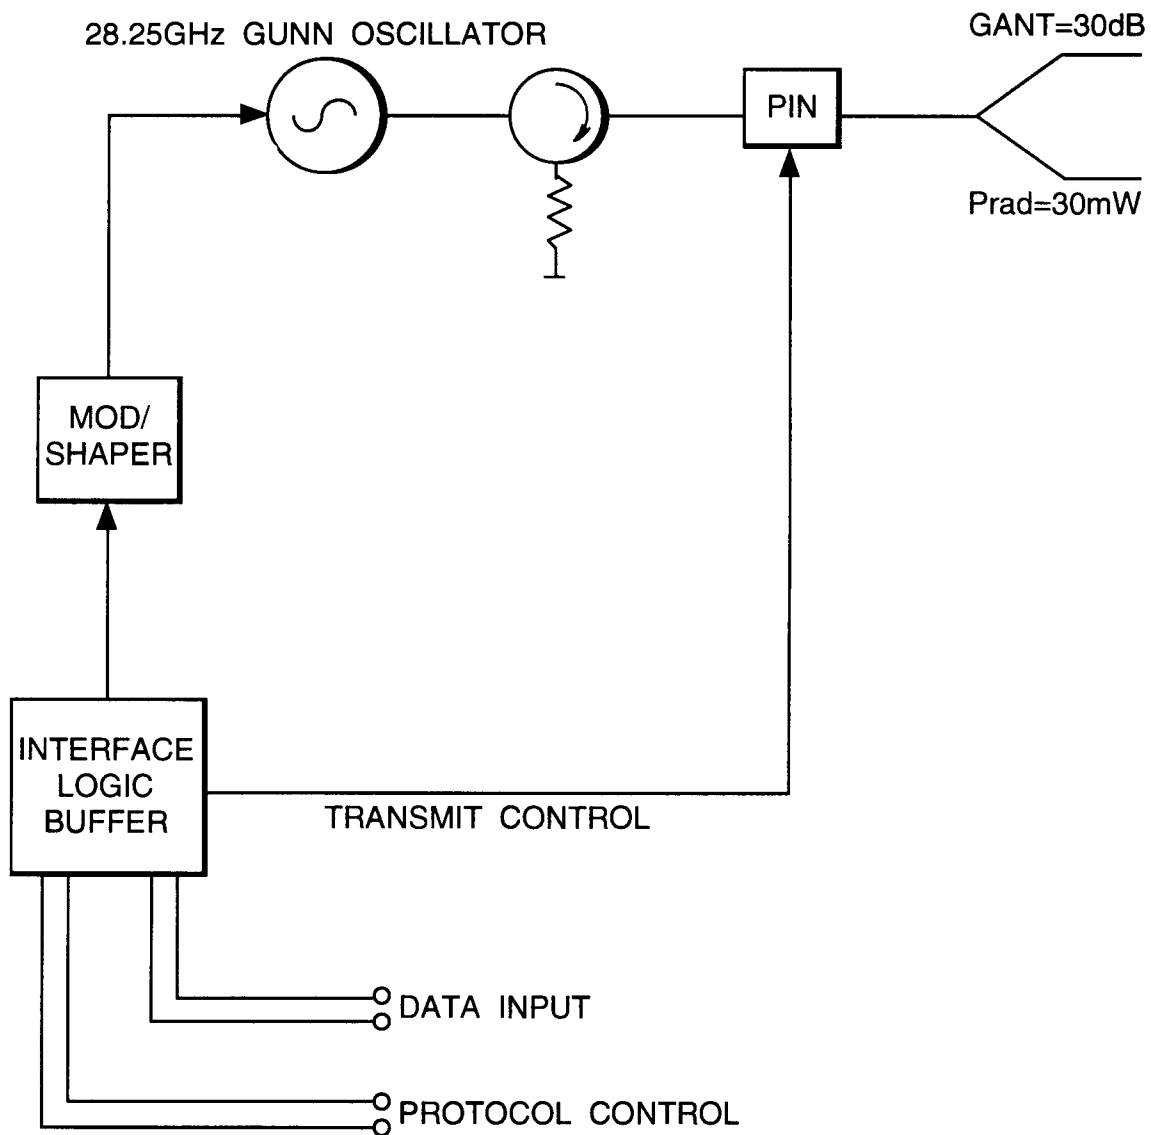 28.25GHz GUNN OSCILLATOR
GANT=30dB
PIN
Prad=30mW
MOD/
SHAPER
INTERFACE
LOGIC
BUFFER
TRANSMIT CONTROL
DATA INPUT
PROTOCOL CONTROL